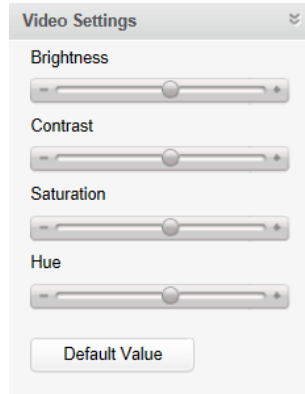 Video Settings
Brightness
Contrast
Saturation
Hue
Default Value